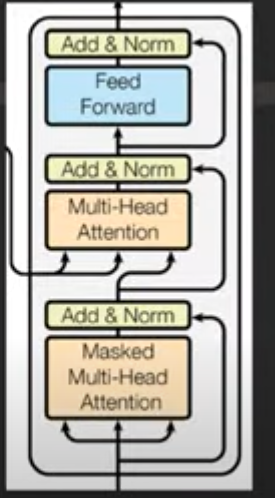 Add & Norm
Feed
Forward
Add & Norm
Multi-Head
Attention
Add & Norm
Masked
Multi-Head
Attention